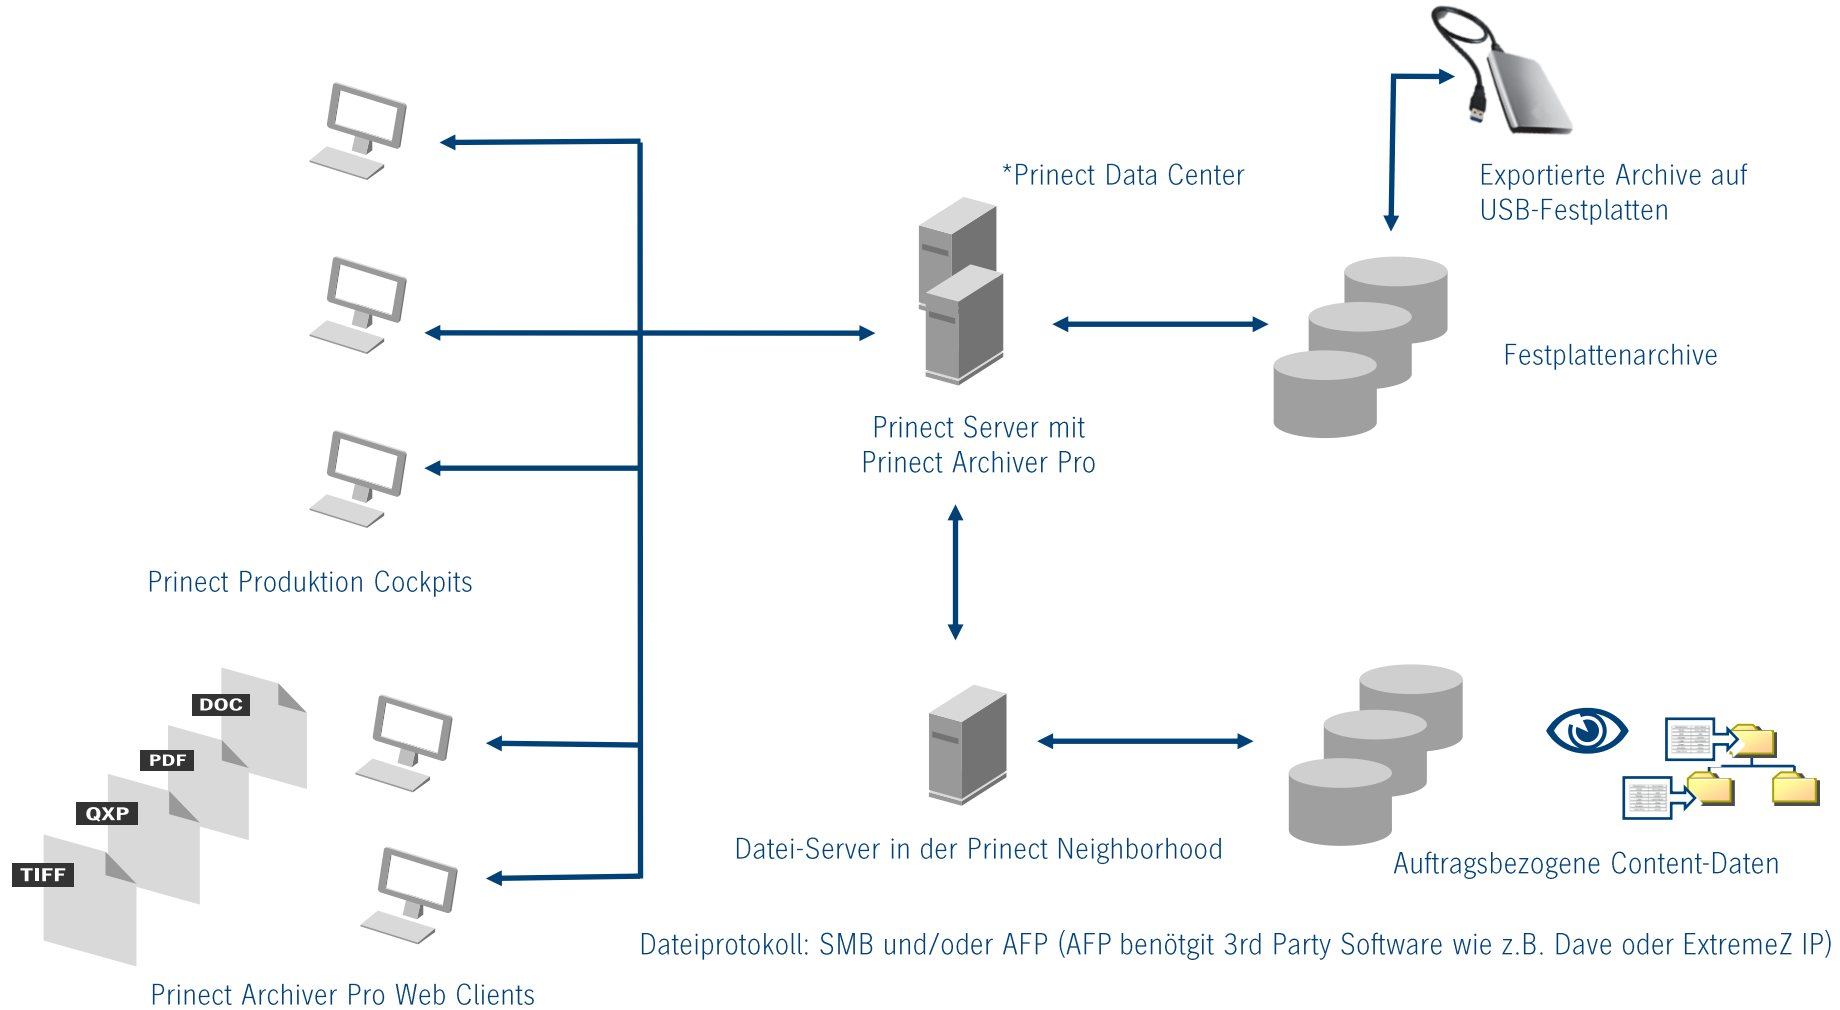 *Prinect Data Center
Exportierte Archive auf
USB-Festplatten
Festplattenarchive
Prinect Server mit
Prinect Archiver Pro
Prinect Produktion Cockpits
DOC
PDF
QXP
TIFF
Datei-Server in der Prinect Neighborhood
Auftragsbezogene Content-Daten
Dateiprotokoll: SMB und/oder AFP (AFP benötgit 3rd Party Software wie z.B. Dave oder ExtremeZ IP)
Prinect Archiver Pro Web Clients